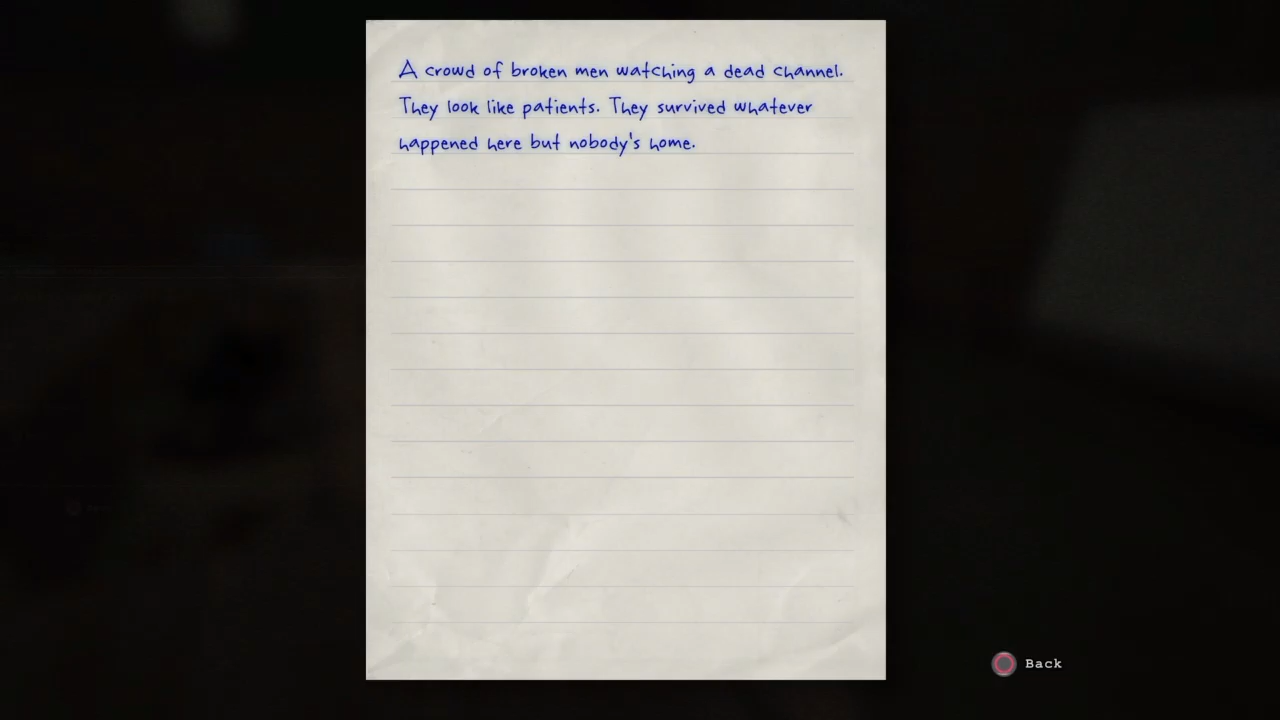 A crowd of broken men watching a dead channel.
They look like patients. They survived whatever
happened here but nobody's home.
Back